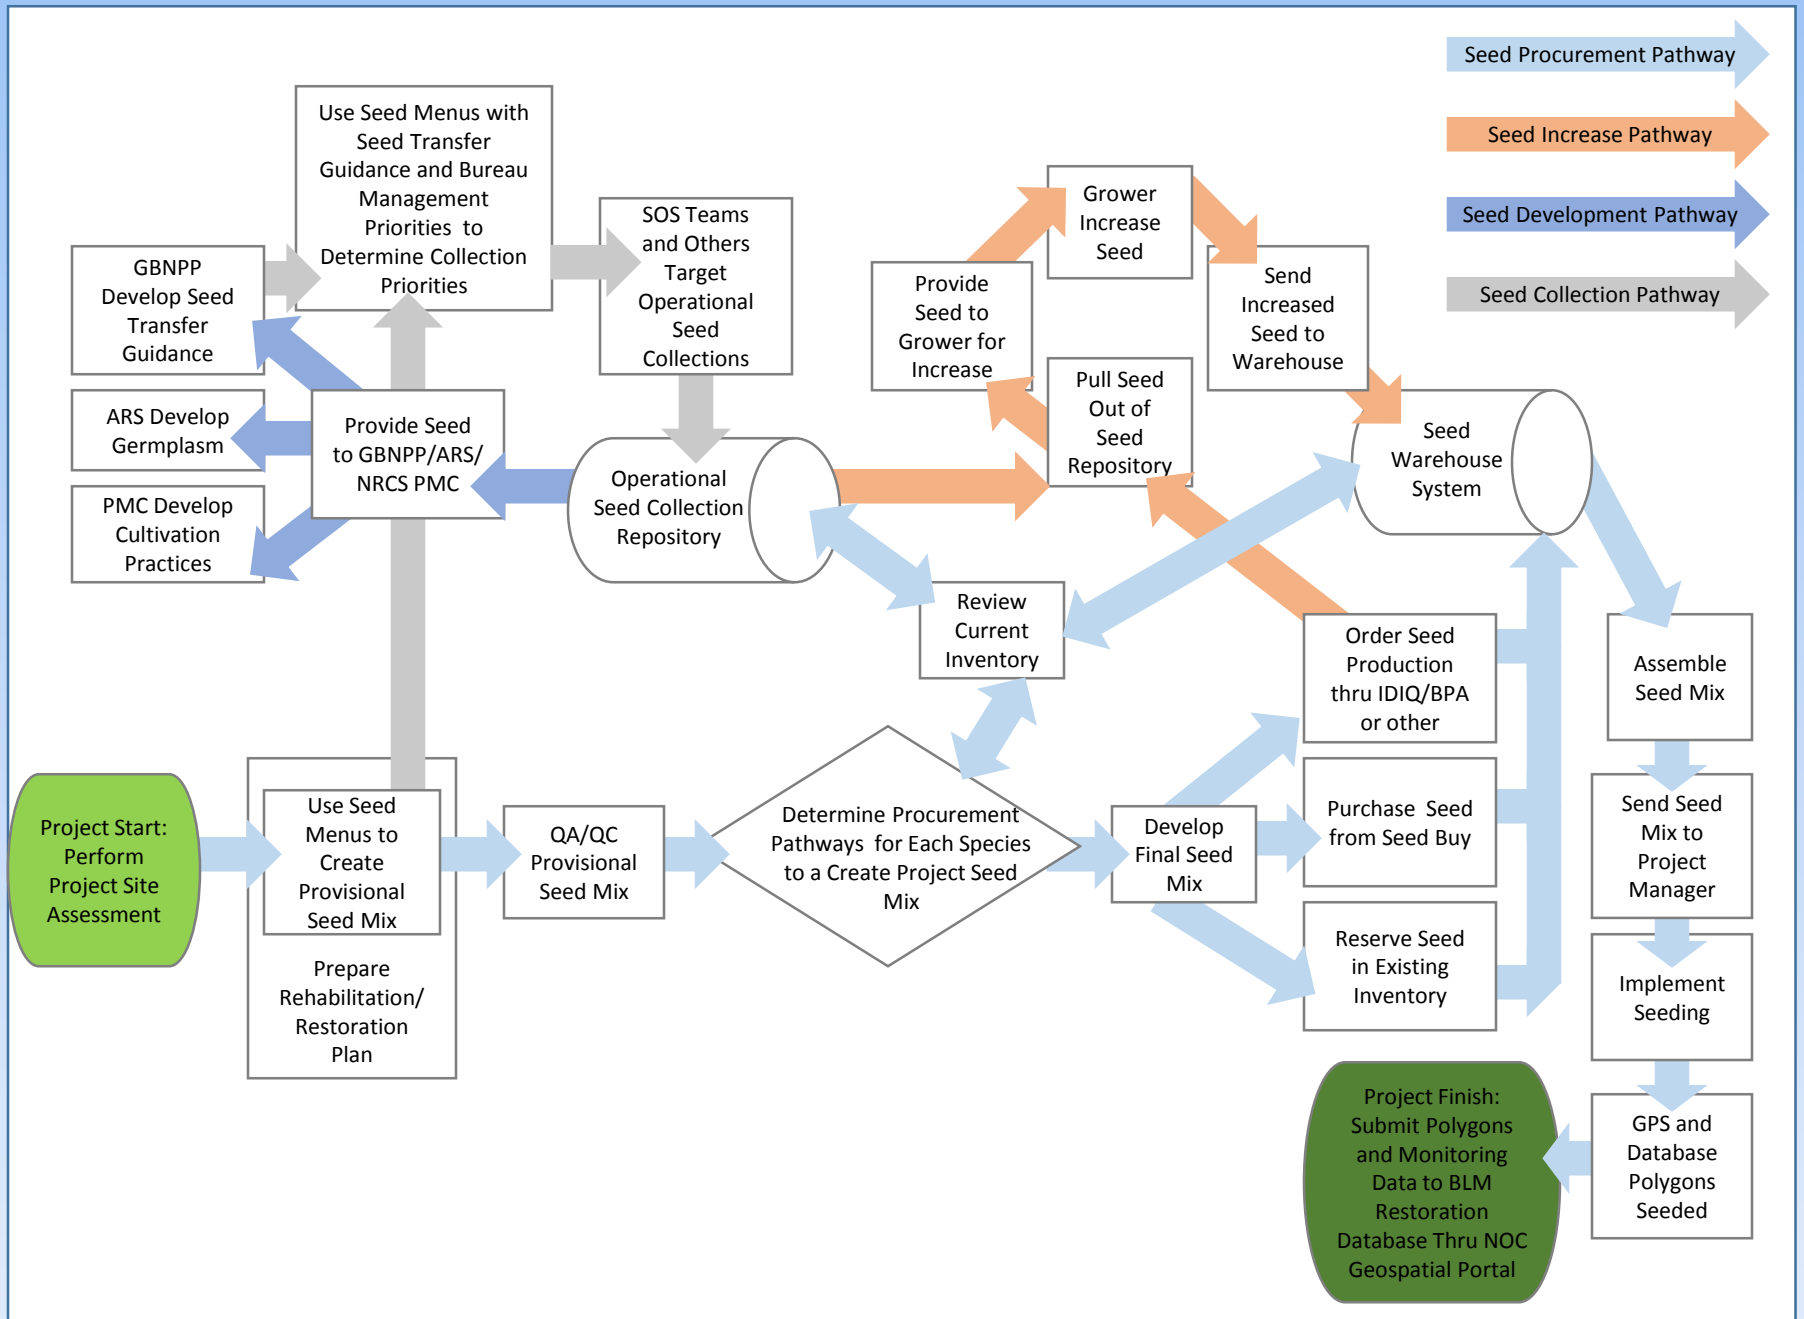 Seed Procurement Pathway
Seed Increase Pathway
Seed Development Pathway
Seed Collection Pathway
Use Seed Menus with
Seed Transfer
Guidance and Bureau
Management
Priorities to
Determine Collection
Priorities
SOS Teams
and Others
Target
Operational
Seed
Collections
GBNPP
Develop Seed
Transfer
Guidance
ARS Develop
Germplasm
PMC Develop
Cultivation
Practices
Provide Seed
to GBNPP/ARS/
NRCS PMC
Operational
Seed Collection
Repository
Provide
Seed to
Grower for
Increase
Grower
Increase
Seed
Send
Increased
Seed to
Warehouse
Pull Seed
Out of
Seed
Repository
Seed
Warehouse
System
Review
Current
Inventory
Order Seed
Production
thru IDIQ/BPA
or other
Assemble
Seed Mix
Project Start:
Perform
Project Site
Assessment
Use Seed
Menus to
Create
Provisional
Seed Mix
Prepare
Rehabilitation/
Restoration
Plan
QA/QC
Provisional
Seed Mix
Determine Procurement
Pathways for Each Species
to a Create Project Seed
Mix
Develop
Final Seed
Mix
Purchase Seed
from Seed Buy
Reserve Seed
in Existing
Inventory
Send Seed
Mix to
Project
Manager
Implement
Seeding
GPS and
Database
Polygons
Seeded
Project Finish:
Submit Polygons
and Monitoring
Data to BLM
Restoration
Database Thru NOC
Geospatial Portal